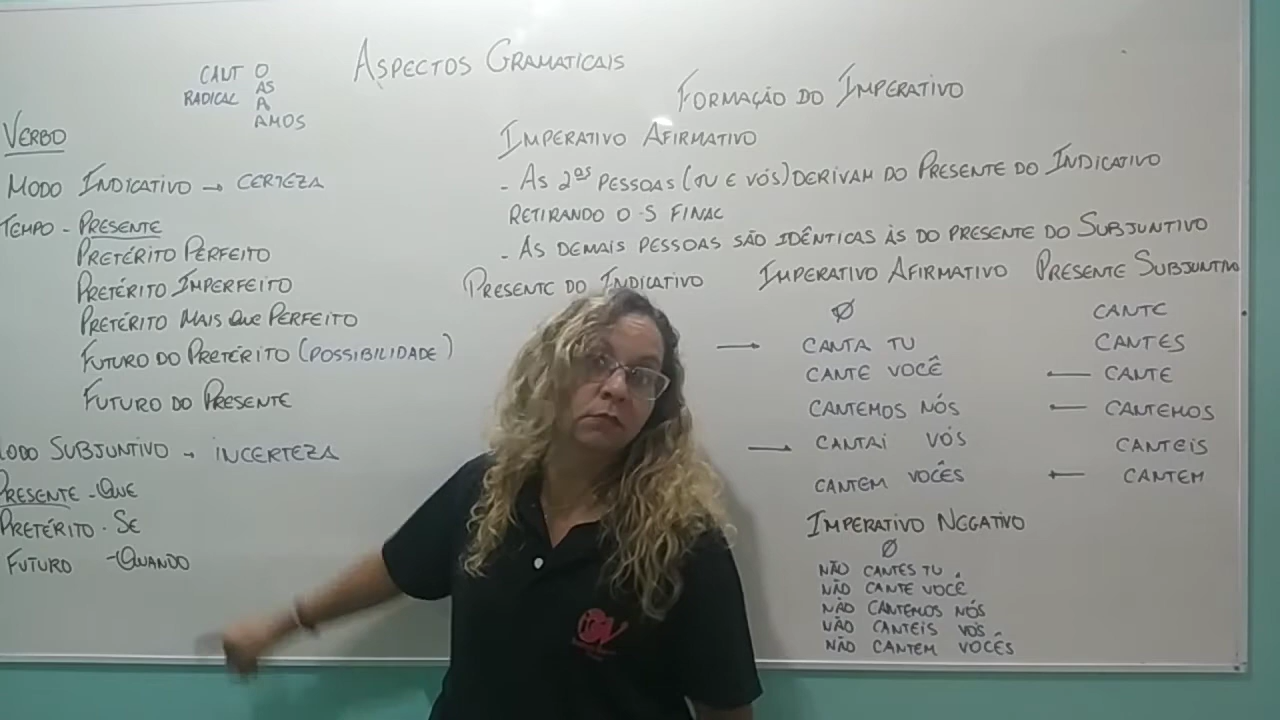 ASPECTOS GRAMATICAIS
CANT O
RADICAL AS
A
AMOS
VERBO
MODO INDICATIVO → CERTEZA
TEMPO - PRESENTE
PRETÉRITO PERFEITO
PRETÉRITO IMPERFEITO
PRETÉRITO MAIS QUE PERFEITO
FUTURO DO PRETÉRITO (POSSIBILIDADE)
FUTURO DO PRESENTE
MODO SUBJUNTIVO → INCERTEZA
PRESENTE - QUE
PRETÉRITO - SE
FUTURO - QUANDO
FORMAÇÃO DO IMPERATIVO
IMPERATIVO AFIRMATIVO
- AS 2ªS PESSOAS (TU E VÓS) DERIVAM DO PRESENTE DO INDICATIVO
RETIRANDO O -S FINAL
- AS DEMAIS PESSOAS SÃO IDÊNTICAS ÀS DO PRESENTE DO SUBJUNTIVO
PRESENTE DO INDICATIVO IMPERATIVO AFIRMATIVO PRESENTE SUBJUNTIVO
Ø CANTE
→ CANTA TU CANTES
CANTE VOCÊ ← CANTE
CANTEMOS NÓS ← CANTEMOS
→ CANTAI VÓS CANTEIS
CANTEM VOCÊS ← CANTEM
IMPERATIVO NEGATIVO
Ø
NÃO CANTES TU
NÃO CANTE VOCÊ
NÃO CANTEMOS NÓS
NÃO CANTEIS VÓS
NÃO CANTEM VOCÊS